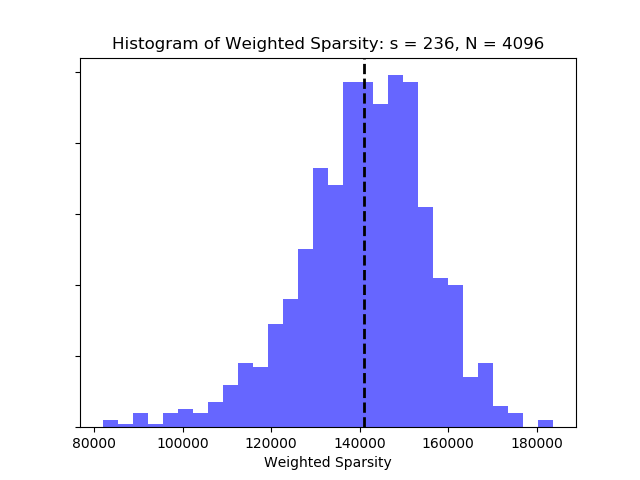 Histogram of Weighted Sparsity: s = 236, N = 4096
80000 100000 120000 140000 160000 180000
Weighted Sparsity